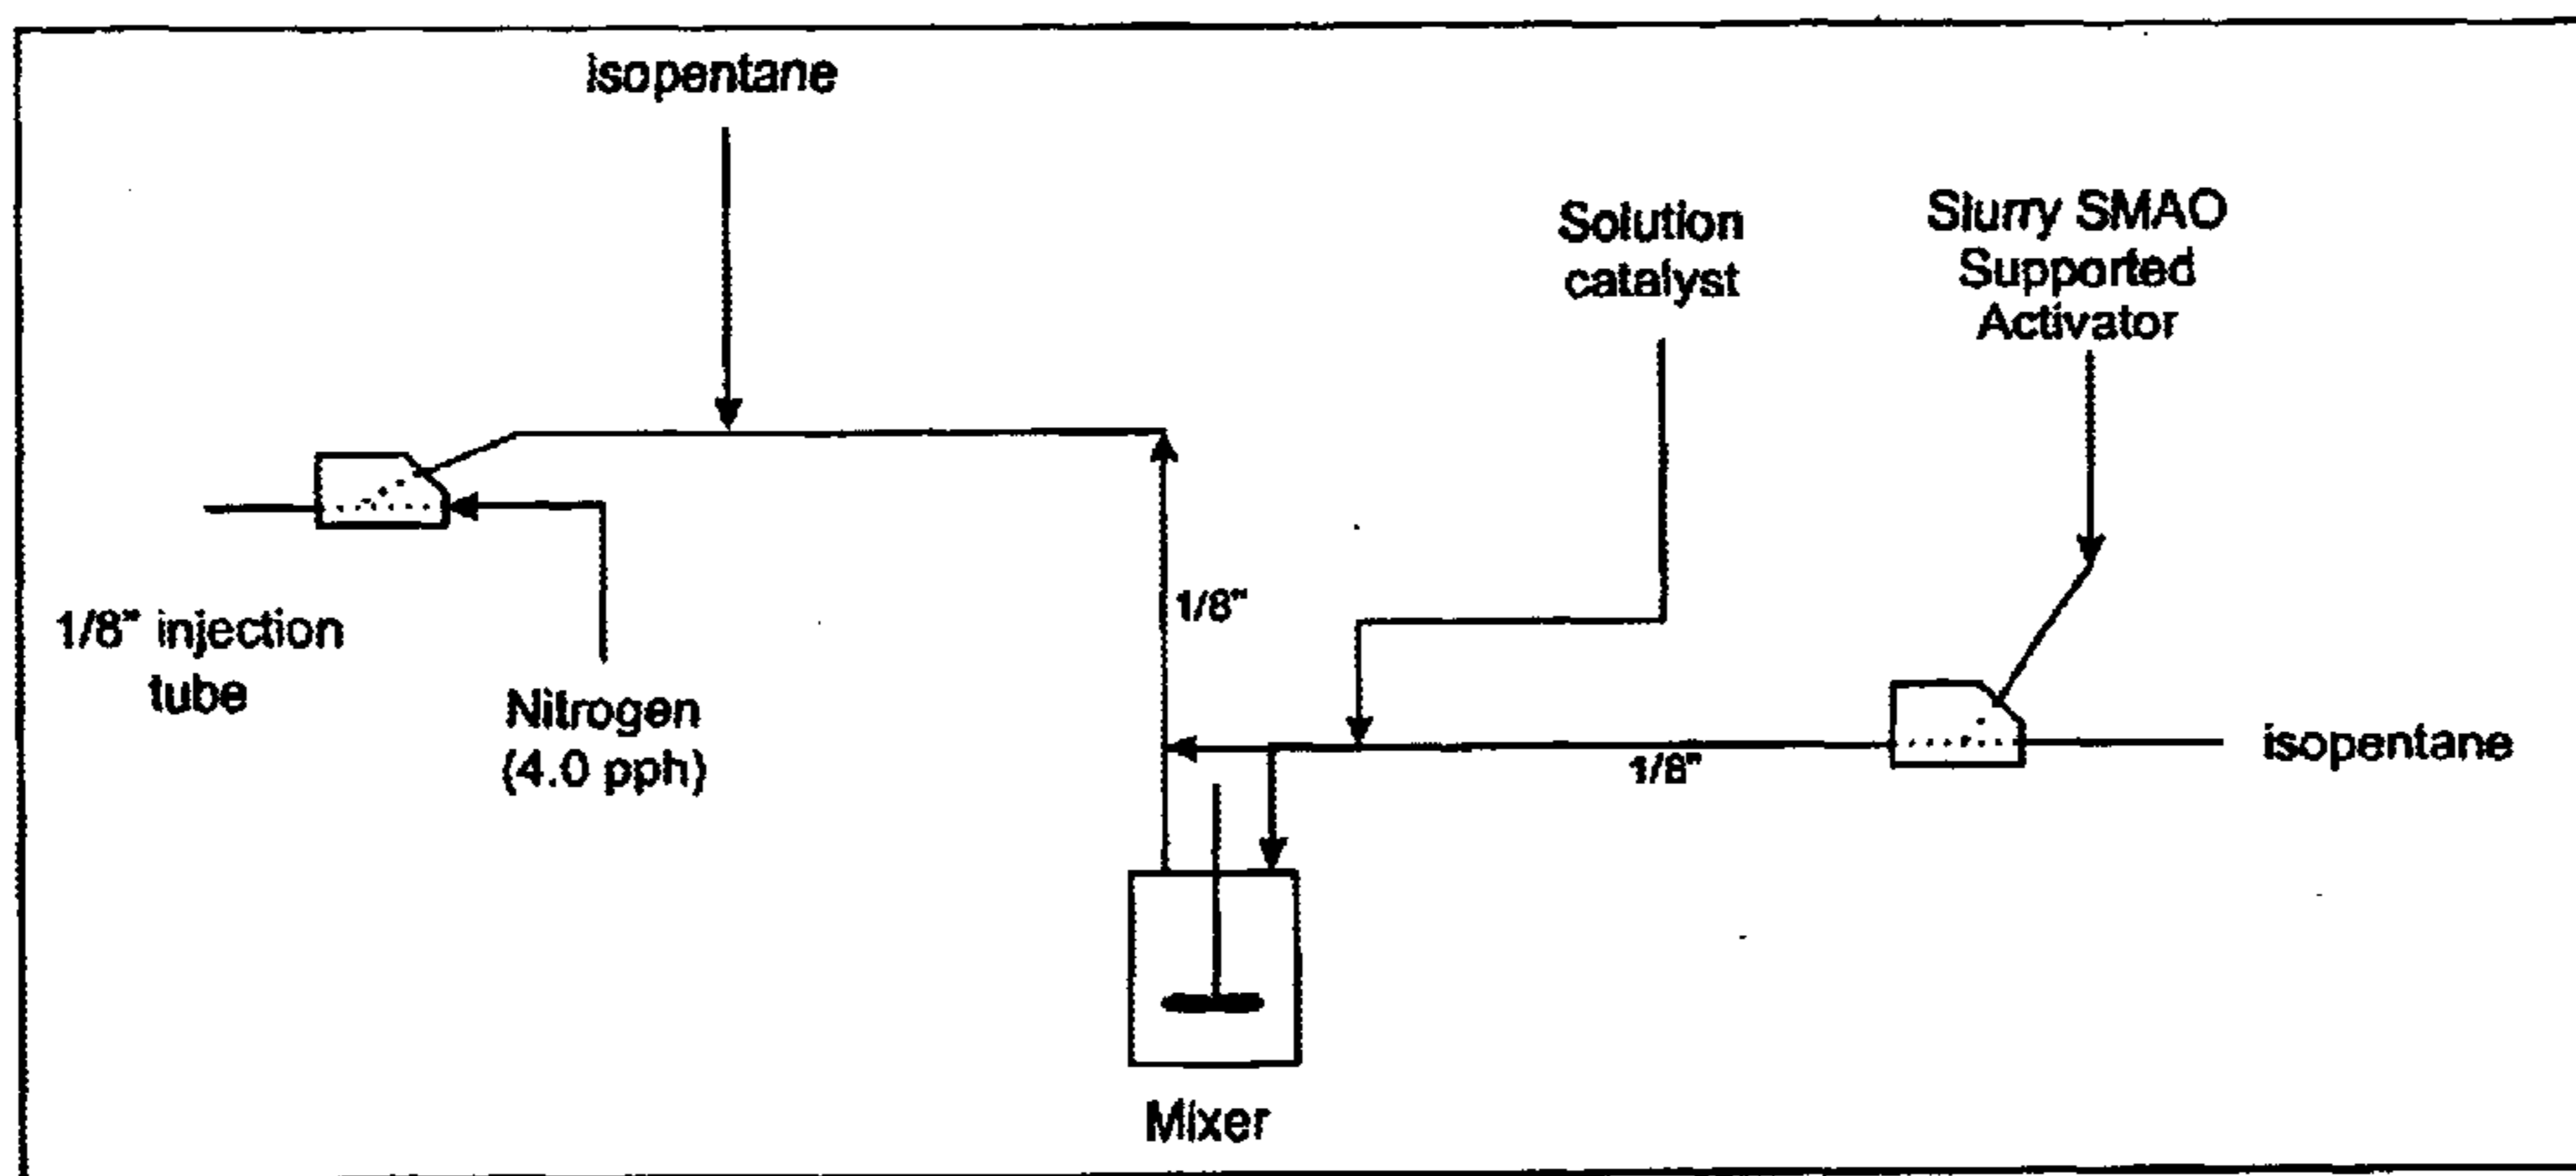 isopentane
Solution
catalyst
Slurry SMAO
Supported
Activator
1/8"
1/8" injection
tube
Nitrogen
(4.0 pph)
1/8"
isopentane
Mixer